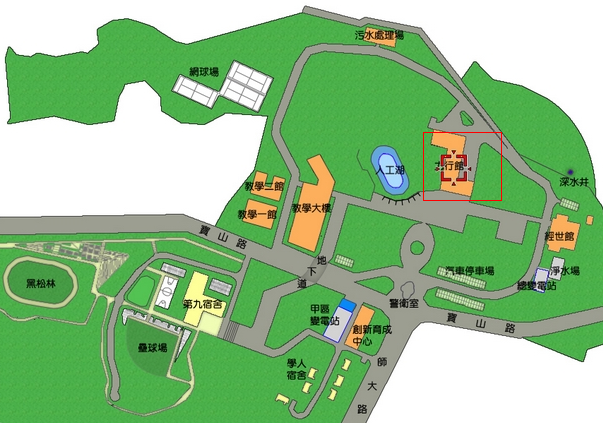 污水處理場
網球場
力行館
人工湖
深水井
教學二館
教學大樓
教學一館
寶山路
經世館
地下道
汽車停車場
淨水場
總變電站
黑松林
第九宿舍
甲區
變電站
警衛室
創新育成
中心
寶山路
壘球場
學人
宿舍
師大路